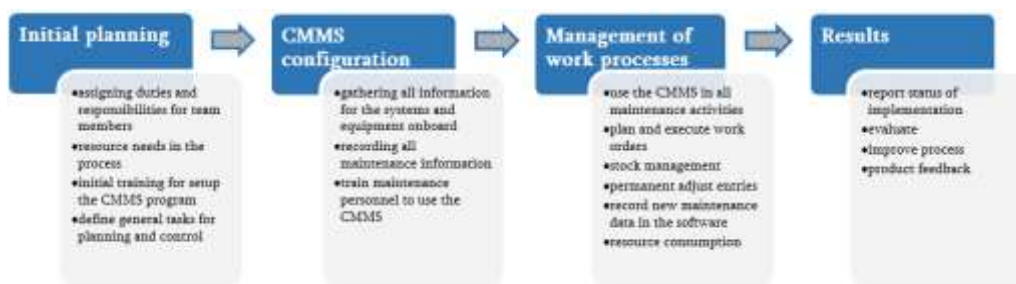 Initial planning
•assigning duties and
responsibilities for team
members
•resource needs in the
process
•initial training for setup
the CMMS program
•define general tasks for
planning and control
CMMS
configuration
•gathering all information
for the systems and
equipment onboard
•recording all
maintenance information
•train maintenance
personnel to use the
CMMS
Management of
work processes
•use the CMMS in all
maintenance activities
•plan and execute work
orders
•stock management
•permanent adjust entries
•record new maintenance
data in the software
•resource consumption
Results
•report status of
implementation
•evaluate
•improve process
•product feedback